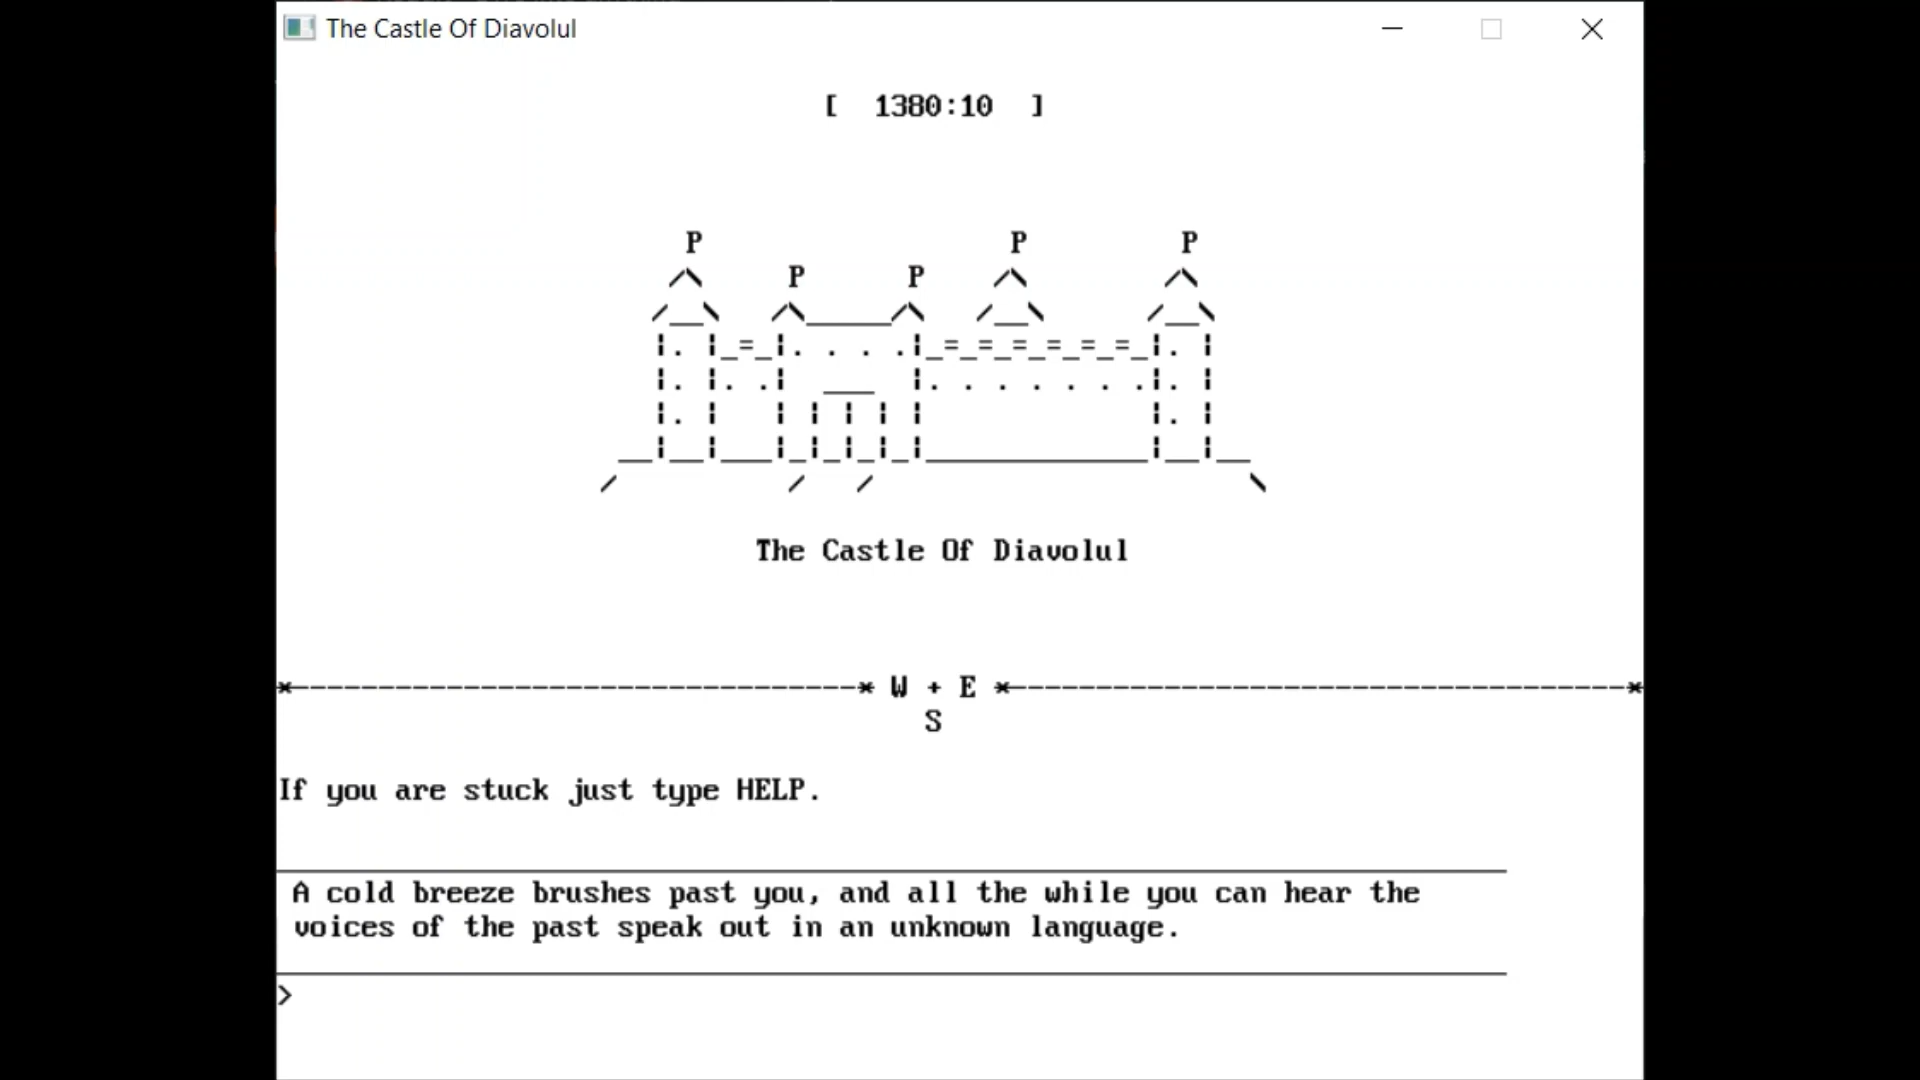 The Castle Of Diavolul
[ 1380:10 ]
P P P
P P
The Castle Of Diavolul
W + E
S
If you are stuck just type HELP.
A cold breeze brushes past you, and all the while you can hear the
voices of the past speak out in an unknown language.
>